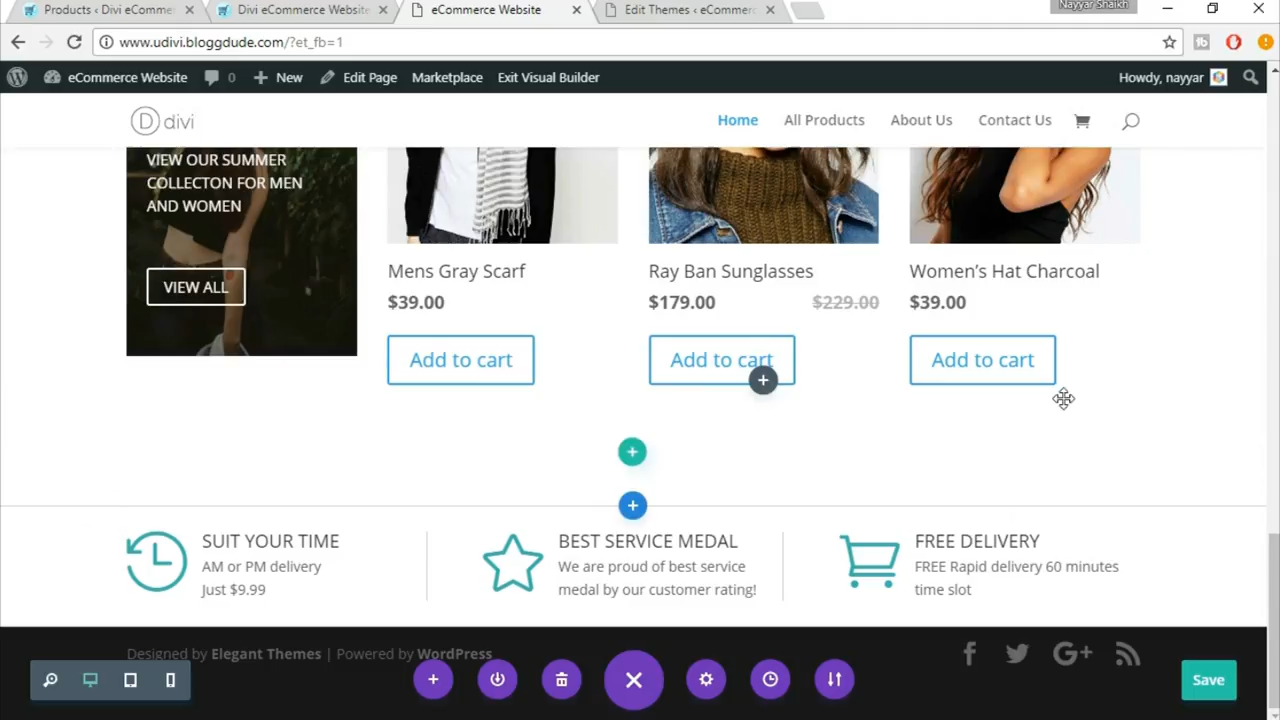 Products ‹ Divi eComme
Divi eCommerce Website
eCommerce Website
Edit Themes ‹ eCommerc
Nayyar Shaikh
www.udivi.bloggdude.com/?et_fb=1
eCommerce Website
0
New
Edit Page
Marketplace
Exit Visual Builder
Howdy, nayyar
D divi
Home
All Products
About Us
Contact Us
VIEW OUR SUMMER
COLLECTON FOR MEN
AND WOMEN
VIEW ALL
Mens Gray Scarf
$39.00
Add to cart
Ray Ban Sunglasses
$179.00
$229.00
Add to cart
Women’s Hat Charcoal
$39.00
Add to cart
SUIT YOUR TIME
AM or PM delivery
Just $9.99
BEST SERVICE MEDAL
We are proud of best service
medal by our customer rating!
FREE DELIVERY
FREE Rapid delivery 60 minutes
time slot
Designed by Elegant Themes | Powered by WordPress
Save